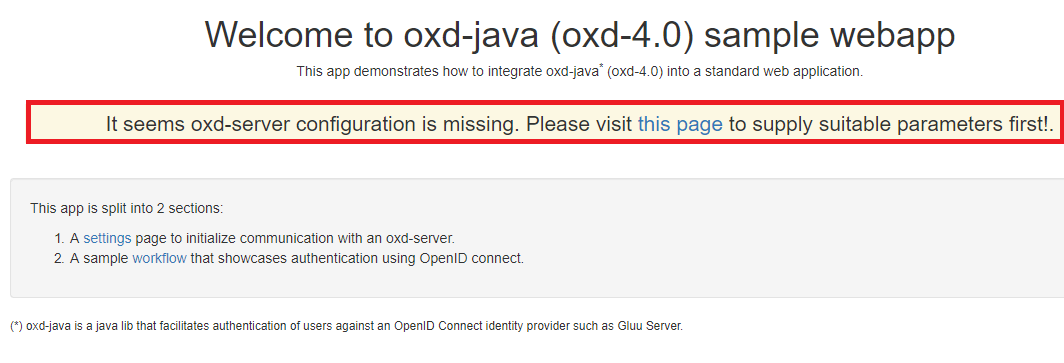 Welcome to oxd-java (oxd-4.0) sample webapp
This app demonstrates how to integrate oxd-java* (oxd-4.0) into a standard web application.
It seems oxd-server configuration is missing. Please visit this page to supply suitable parameters first!.
This app is split into 2 sections:
1. A settings page to initialize communication with an oxd-server.
2. A sample workflow that showcases authentication using OpenID connect.
(*) oxd-java is a java lib that facilitates authentication of users against an OpenID Connect identity provider such as Gluu Server.